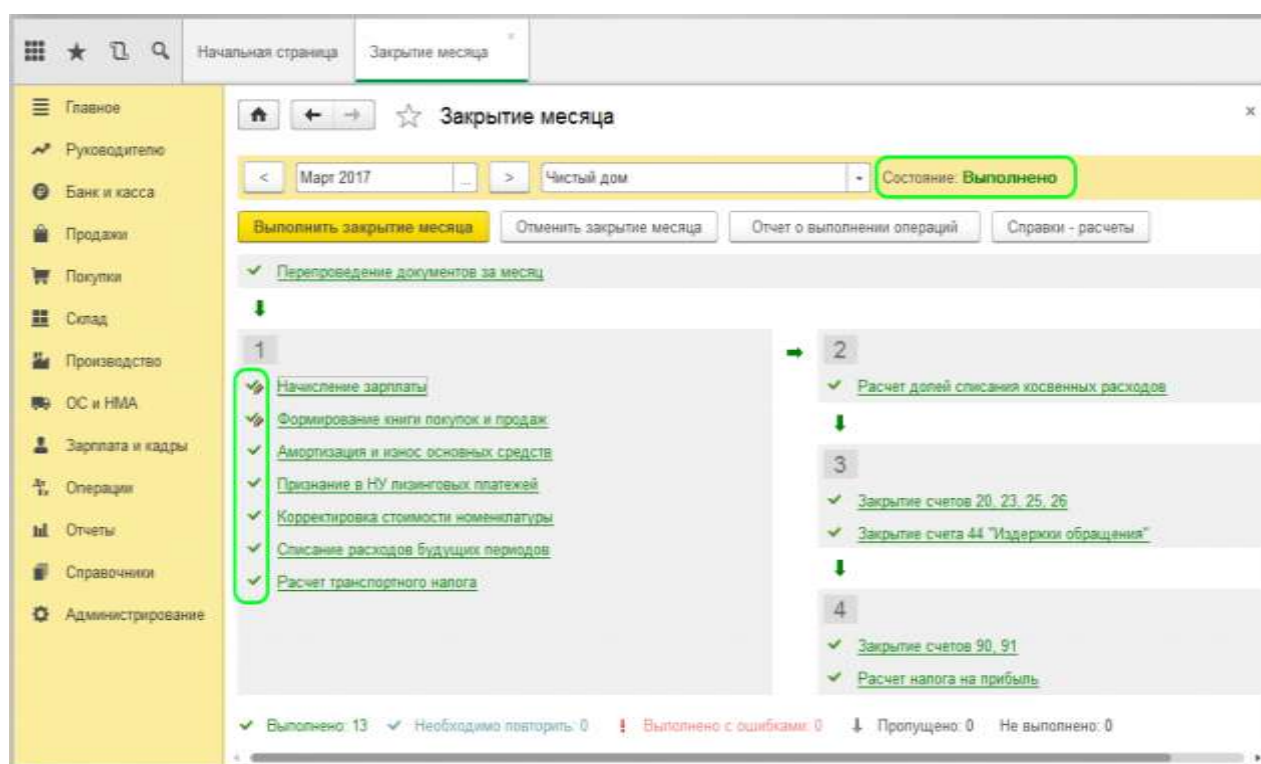 Начальная страница
Закрытие месяца
Главное
Руководителю
Банк и касса
Продажи
Покупки
Склад
Производство
ОС и НМА
Зарплата и кадры
Операции
Отчеты
Справочники
Администрирование
Закрытие месяца
Март 2017
Чистый дом
Состояние: Выполнено
Выполнить закрытие месяца
Отменить закрытие месяца
Отчет о выполнении операций
Справки - расчеты
Перепроведение документов за месяц
1
Начисление зарплаты
Формирование книги покупок и продаж
Амортизация и износ основных средств
Признание в НУ лизинговых платежей
Корректировка стоимости номенклатуры
Списание расходов будущих периодов
Расчет транспортного налога
2
Расчет долей списания косвенных расходов
3
Закрытие счетов 20, 23, 25, 26
Закрытие счета 44 "Издержки обращения"
4
Закрытие счетов 90, 91
Расчет налога на прибыль
Выполнено: 13 Необходимо повторить: 0 Выполнено с ошибками: 0 Пропущено: 0 Не выполнено: 0